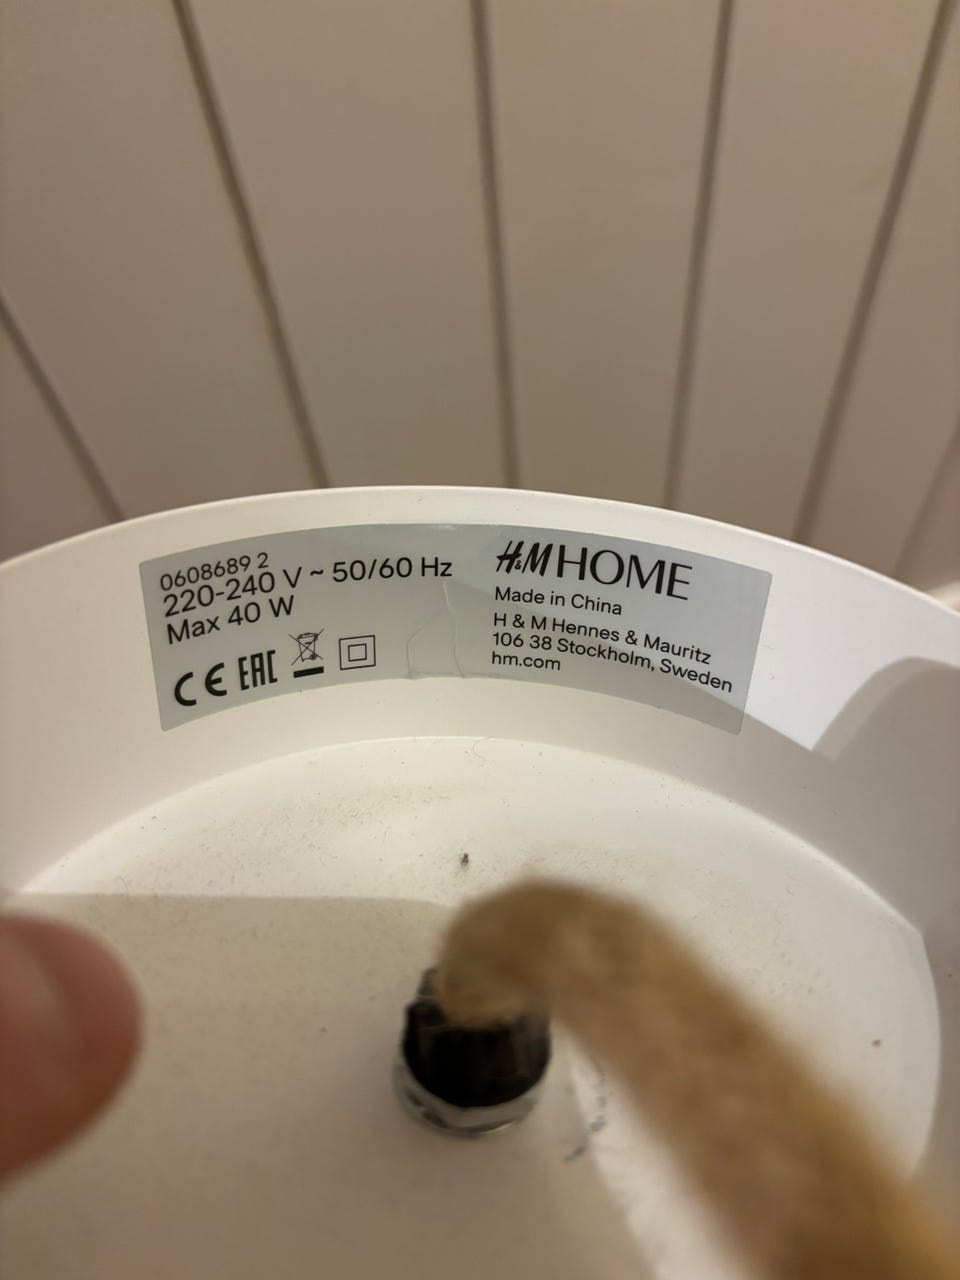 0608689 2
220-240 V ~ 50/60 Hz
Max 40 W
CE EAC
H&M HOME
Made in China
H & M Hennes & Mauritz
106 38 Stockholm, Sweden
hm.com